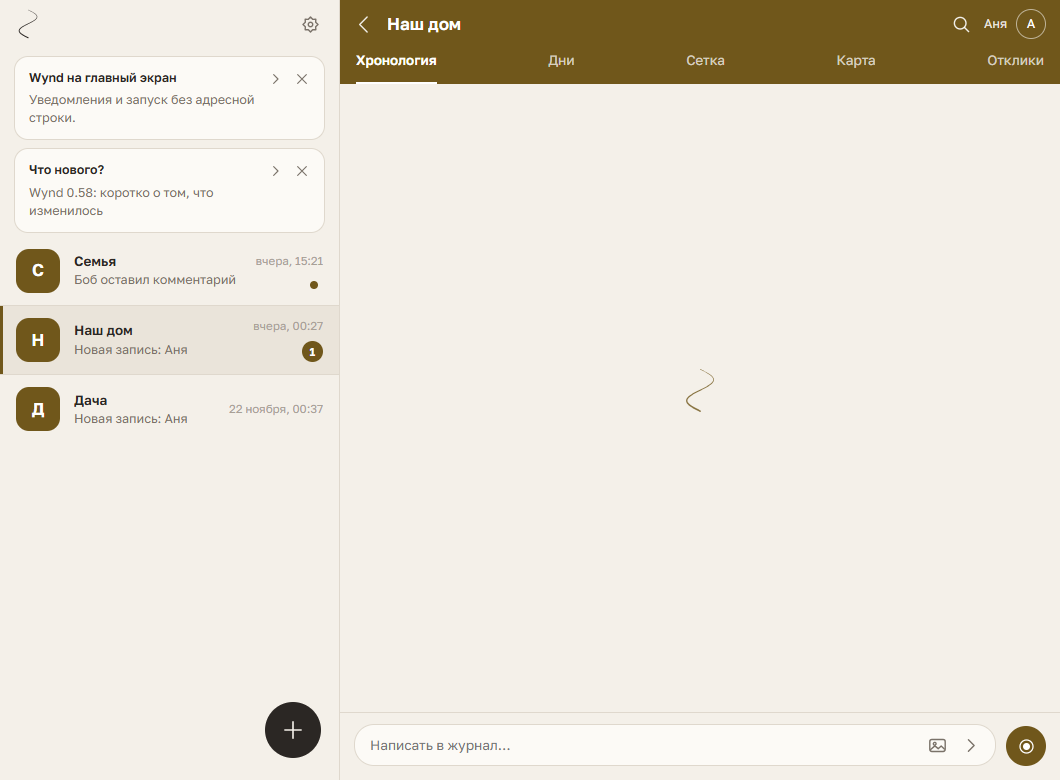 Wynd на главный экран
Уведомления и запуск без адресной
строки.
Что нового?
Wynd 0.58: коротко о том, что
изменилось
С
Семья
вчера, 15:21
Боб оставил комментарий
Н
Наш дом
вчера, 00:27
Новая запись: Аня
1
Д
Дача
22 ноября, 00:37
Новая запись: Аня
Наш дом
Аня
А
Хронология
Дни
Сетка
Карта
Отклики
Написать в журнал...